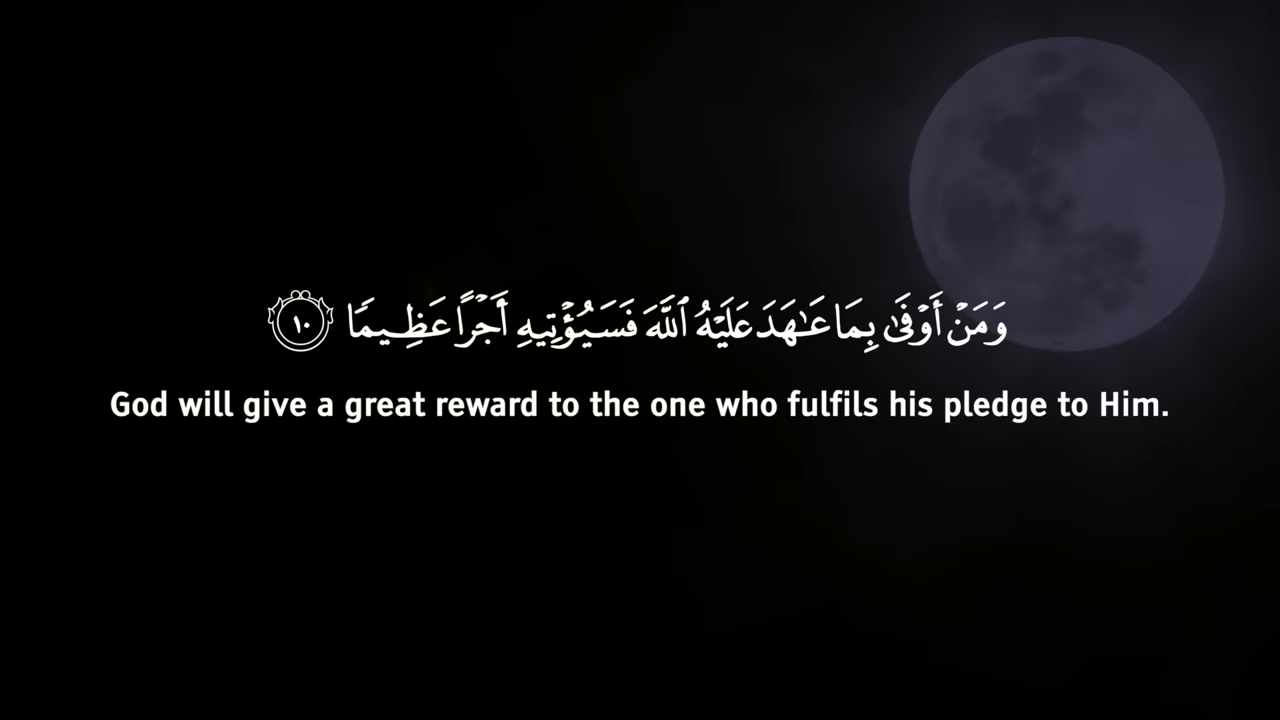 وَمَنْ أَوْفَىٰ بِمَا عَـٰهَدَ عَلَيْهُ ٱللَّهَ فَسَيُؤْتِيهِ أَجْرًا عَظِيمًا ١٠
God will give a great reward to the one who fulfils his pledge to Him.